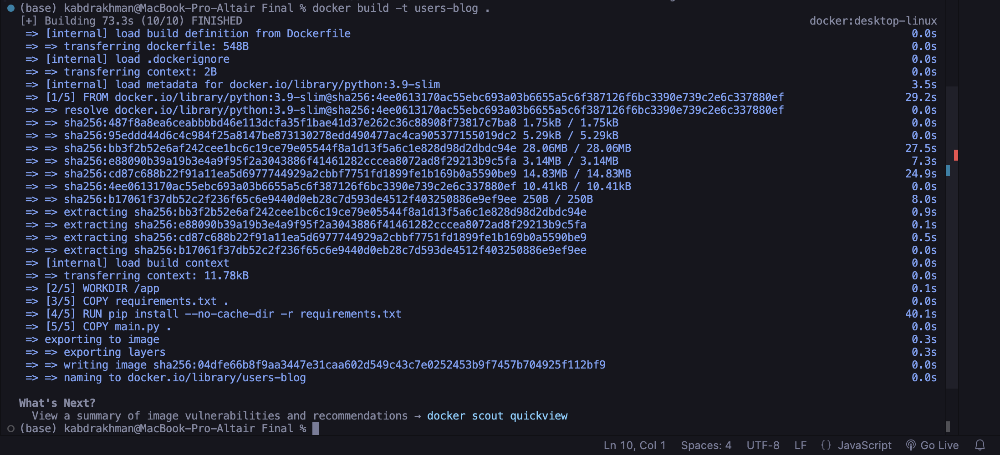 (base) kabdrakhman@MacBook-Pro-Altair Final % docker build -t users-blog .
[+] Building 73.3s (10/10) FINISHED docker:desktop-linux
=> [internal] load build definition from Dockerfile 0.0s
=> => transferring dockerfile: 548B 0.0s
=> [internal] load .dockerignore 0.0s
=> => transferring context: 2B 0.0s
=> [internal] load metadata for docker.io/library/python:3.9-slim 3.5s
=> [1/5] FROM docker.io/library/python:3.9-slim@sha256:4ee0613170ac55ebc693a03b6655a5c6f387126f6bc3390e739c2e6c337880ef 29.2s
=> => resolve docker.io/library/python:3.9-slim@sha256:4ee0613170ac55ebc693a03b6655a5c6f387126f6bc3390e739c2e6c337880ef 0.0s
=> => sha256:487f8a8ea6ceabbbbd46e113dcfa35f1bae41d37e262c36c88908f73817c7ba8 1.75kB / 1.75kB 0.0s
=> => sha256:95eddd44d6c4c984f25a8147be873130278edd490477ac4ca905377155019dc2 5.29kB / 5.29kB 0.0s
=> => sha256:bb3f2b52e6af242cee1bc6c19ce79e05544f8a1d13f5a6c1e828d98d2dbdc94e 28.06MB / 28.06MB 27.5s
=> => sha256:e88090b39a19b3e4a9f95f2a3043886f41461282cccea8072ad8f29213b9c5fa 3.14MB / 3.14MB 7.3s
=> => sha256:cd87c688b22f91a11ea5d6977744929a2cbbf7751fd1899fe1b169b0a5590be9 14.83MB / 14.83MB 24.9s
=> => sha256:4ee0613170ac55ebc693a03b6655a5c6f387126f6bc3390e739c2e6c337880ef 10.41kB / 10.41kB 0.0s
=> => sha256:b17061f37db52c2f236f65c6e9440d0eb28c7d593de4512f403250886e9ef9ee 250B / 250B 8.0s
=> => extracting sha256:bb3f2b52e6af242cee1bc6c19ce79e05544f8a1d13f5a6c1e828d98d2dbdc94e 0.9s
=> => extracting sha256:e88090b39a19b3e4a9f95f2a3043886f41461282cccea8072ad8f29213b9c5fa 0.1s
=> => extracting sha256:cd87c688b22f91a11ea5d6977744929a2cbbf7751fd1899fe1b169b0a5590be9 0.5s
=> => extracting sha256:b17061f37db52c2f236f65c6e9440d0eb28c7d593de4512f403250886e9ef9ee 0.0s
=> [internal] load build context 0.0s
=> => transferring context: 11.78kB 0.0s
=> [2/5] WORKDIR /app 0.1s
=> [3/5] COPY requirements.txt . 0.0s
=> [4/5] RUN pip install --no-cache-dir -r requirements.txt 40.1s
=> [5/5] COPY main.py . 0.0s
=> exporting to image 0.3s
=> => exporting layers 0.3s
=> => writing image sha256:04dfe66b8f9aa3447e31caa602d549c43c7e0252453b9f7457b704925f112bf9 0.0s
=> => naming to docker.io/library/users-blog 0.0s
What's Next?
View a summary of image vulnerabilities and recommendations → docker scout quickview
(base) kabdrakhman@MacBook-Pro-Altair Final %
Ln 10, Col 1 Spaces: 4 UTF-8 LF {} JavaScript Go Live